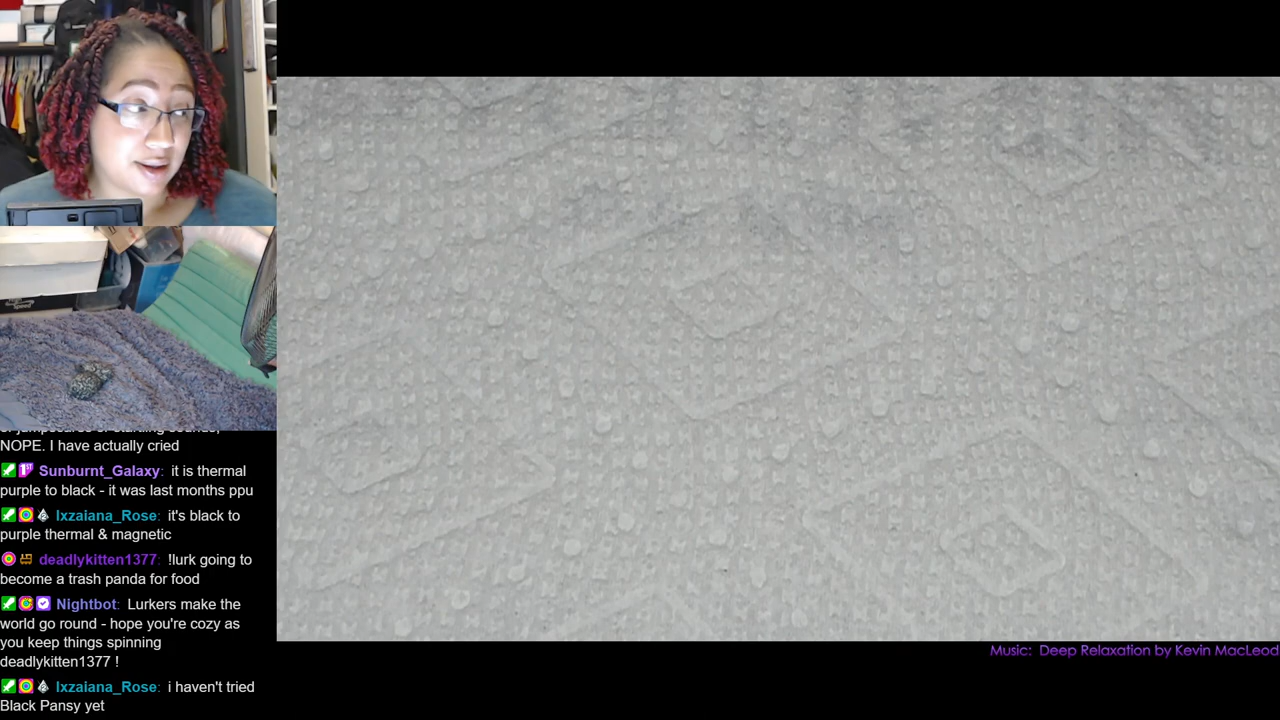 NOPE. I have actually cried
Sunburnt_Galaxy: it is thermal
purple to black - it was last months ppu
Ixzaiana_Rose: it's black to
purple thermal & magnetic
deadlykitten1377: !lurk going to
become a trash panda for food
Nightbot: Lurkers make the
world go round - hope you're cozy as
you keep things spinning
deadlykitten1377 !
Ixzaiana_Rose: i haven't tried
Black Pansy yet
Music: Deep Relaxation by Kevin MacLeod